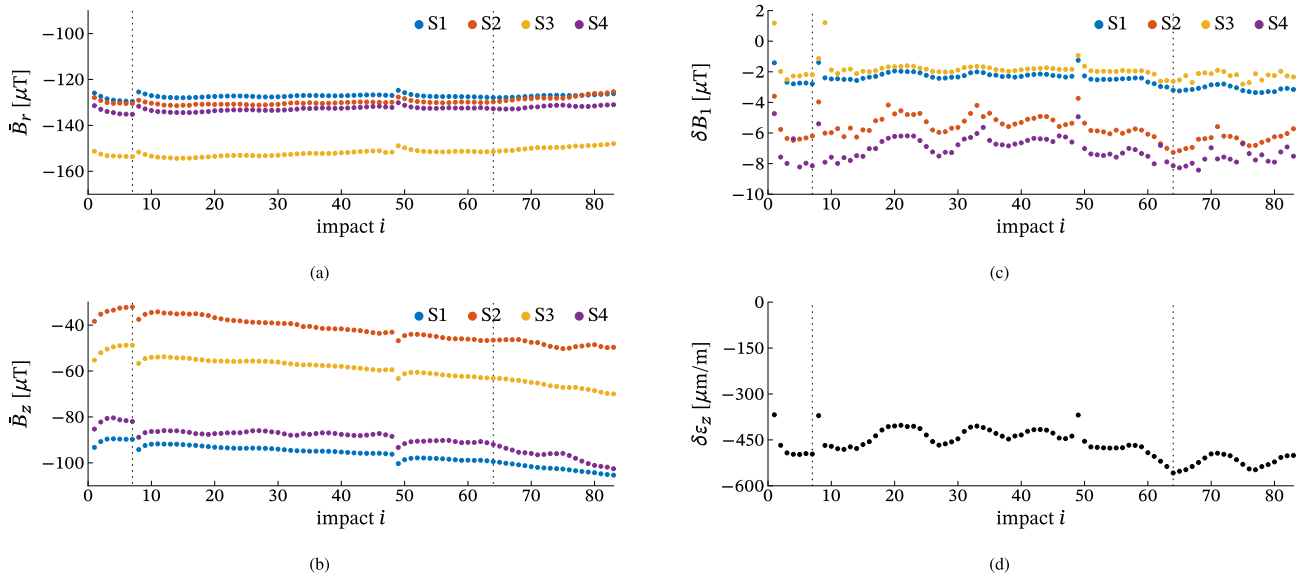 −100
−120
−140
−160
B̄r [μT]
S1 S2 S3 S4
0 10 20 30 40 50 60 70 80
impact i
(a)
2
0
−2
−4
−6
−8
−10
δB1 [μT]
S1 S2 S3 S4
0 10 20 30 40 50 60 70 80
impact i
(c)
−40
−60
−80
−100
B̄z [μT]
S1 S2 S3 S4
0 10 20 30 40 50 60 70 80
impact i
(b)
0
−150
−300
−450
−600
δεz [μm/m]
0 10 20 30 40 50 60 70 80
impact i
(d)